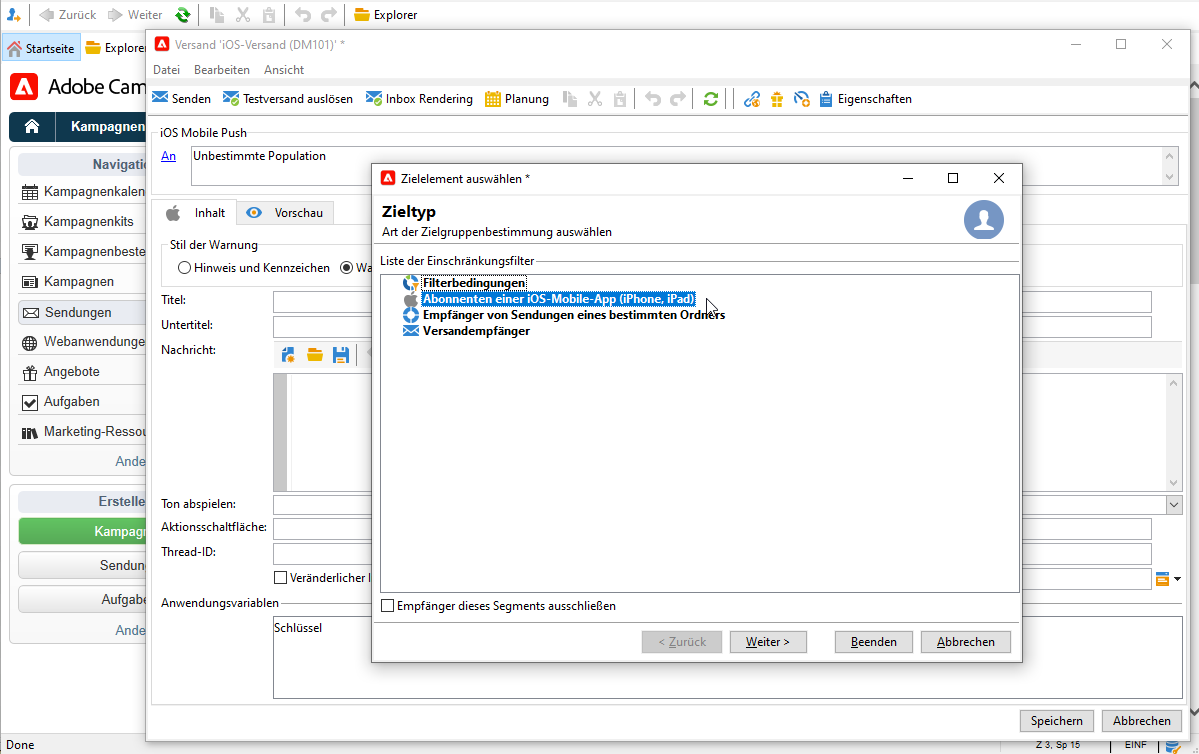 Zurück Weiter Explorer
Startseite Explorer
Versand 'iOS-Versand (DM101)' *
Datei Bearbeiten Ansicht
Adobe Cam
Senden Testversand auslösen Inbox Rendering Planung Eigenschaften
Kampagnen
iOS Mobile Push
An Unbestimmte Population
Navigati
Kampagnenkalen
Kampagnenkits
Kampagnenbeste
Kampagnen
Sendungen
Webanwendunge
Angebote
Aufgaben
Marketing-Ressou
Ande
Erstelle
Kampagn
Sendun
Aufgabe
Ande
Inhalt Vorschau
Stil der Warnung
Hinweis und Kennzeichen Wa
Titel:
Untertitel:
Nachricht:
Ton abspielen:
Aktionsschaltfläche:
Thread-ID:
Veränderlicher I
Anwendungsvariablen
Schlüssel
Zielelement auswählen *
Zieltyp
Art der Zielgruppenbestimmung auswählen
Liste der Einschränkungsfilter
Filterbedingungen
Abonnenten einer iOS-Mobile-App (iPhone, iPad)
Empfänger von Sendungen eines bestimmten Ordners
Versandempfänger
Empfänger dieses Segments ausschließen
< Zurück Weiter > Beenden Abbrechen
Speichern Abbrechen
Done Z 3, Sp 15 EINF